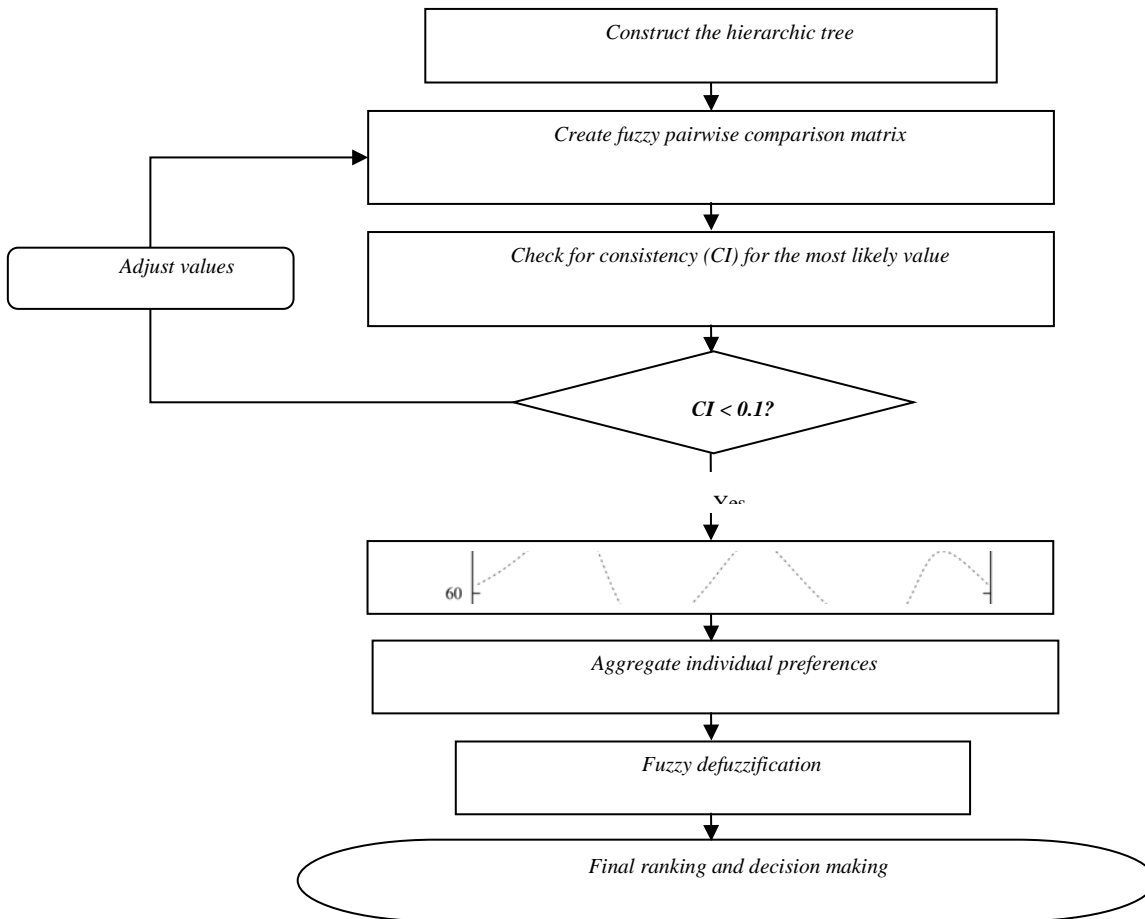 Construct the hierarchic tree
Create fuzzy pairwise comparison matrix
Adjust values
Check for consistency (CI) for the most likely value
CI < 0.1?
Yes
60
Aggregate individual preferences
Fuzzy defuzzification
Final ranking and decision making